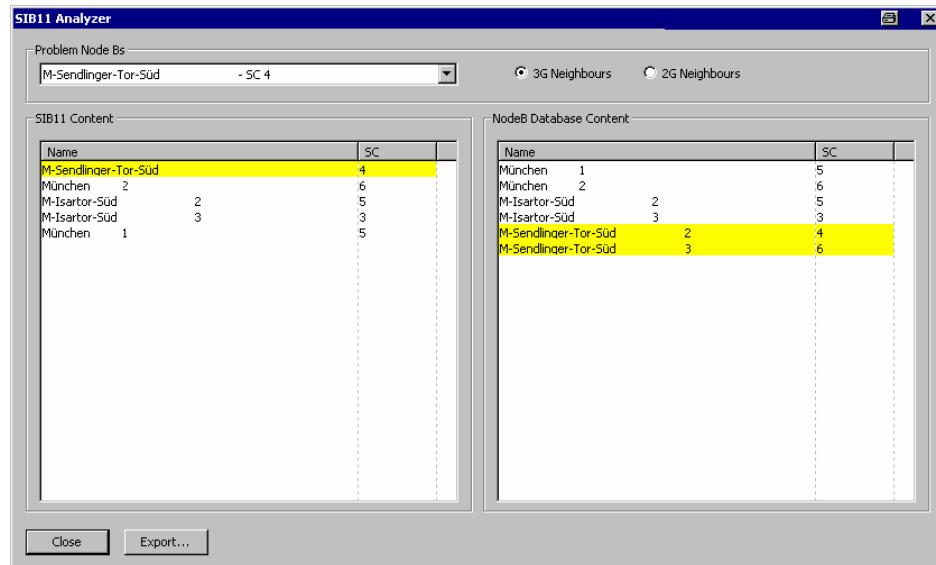 SIB11 Analyzer
Problem Node Bs
M-Sendlinger-Tor-Süd - SC 4
3G Neighbours 2G Neighbours
SIB11 Content
Name SC
M-Sendlinger-Tor-Süd 4
München 2 6
M-Isartor-Süd 2 5
M-Isartor-Süd 3 3
München 1 5
NodeB Database Content
Name SC
München 1 5
München 2 6
M-Isartor-Süd 2 5
M-Isartor-Süd 3 3
M-Sendlinger-Tor-Süd 2 4
M-Sendlinger-Tor-Süd 3 6
Close Export...